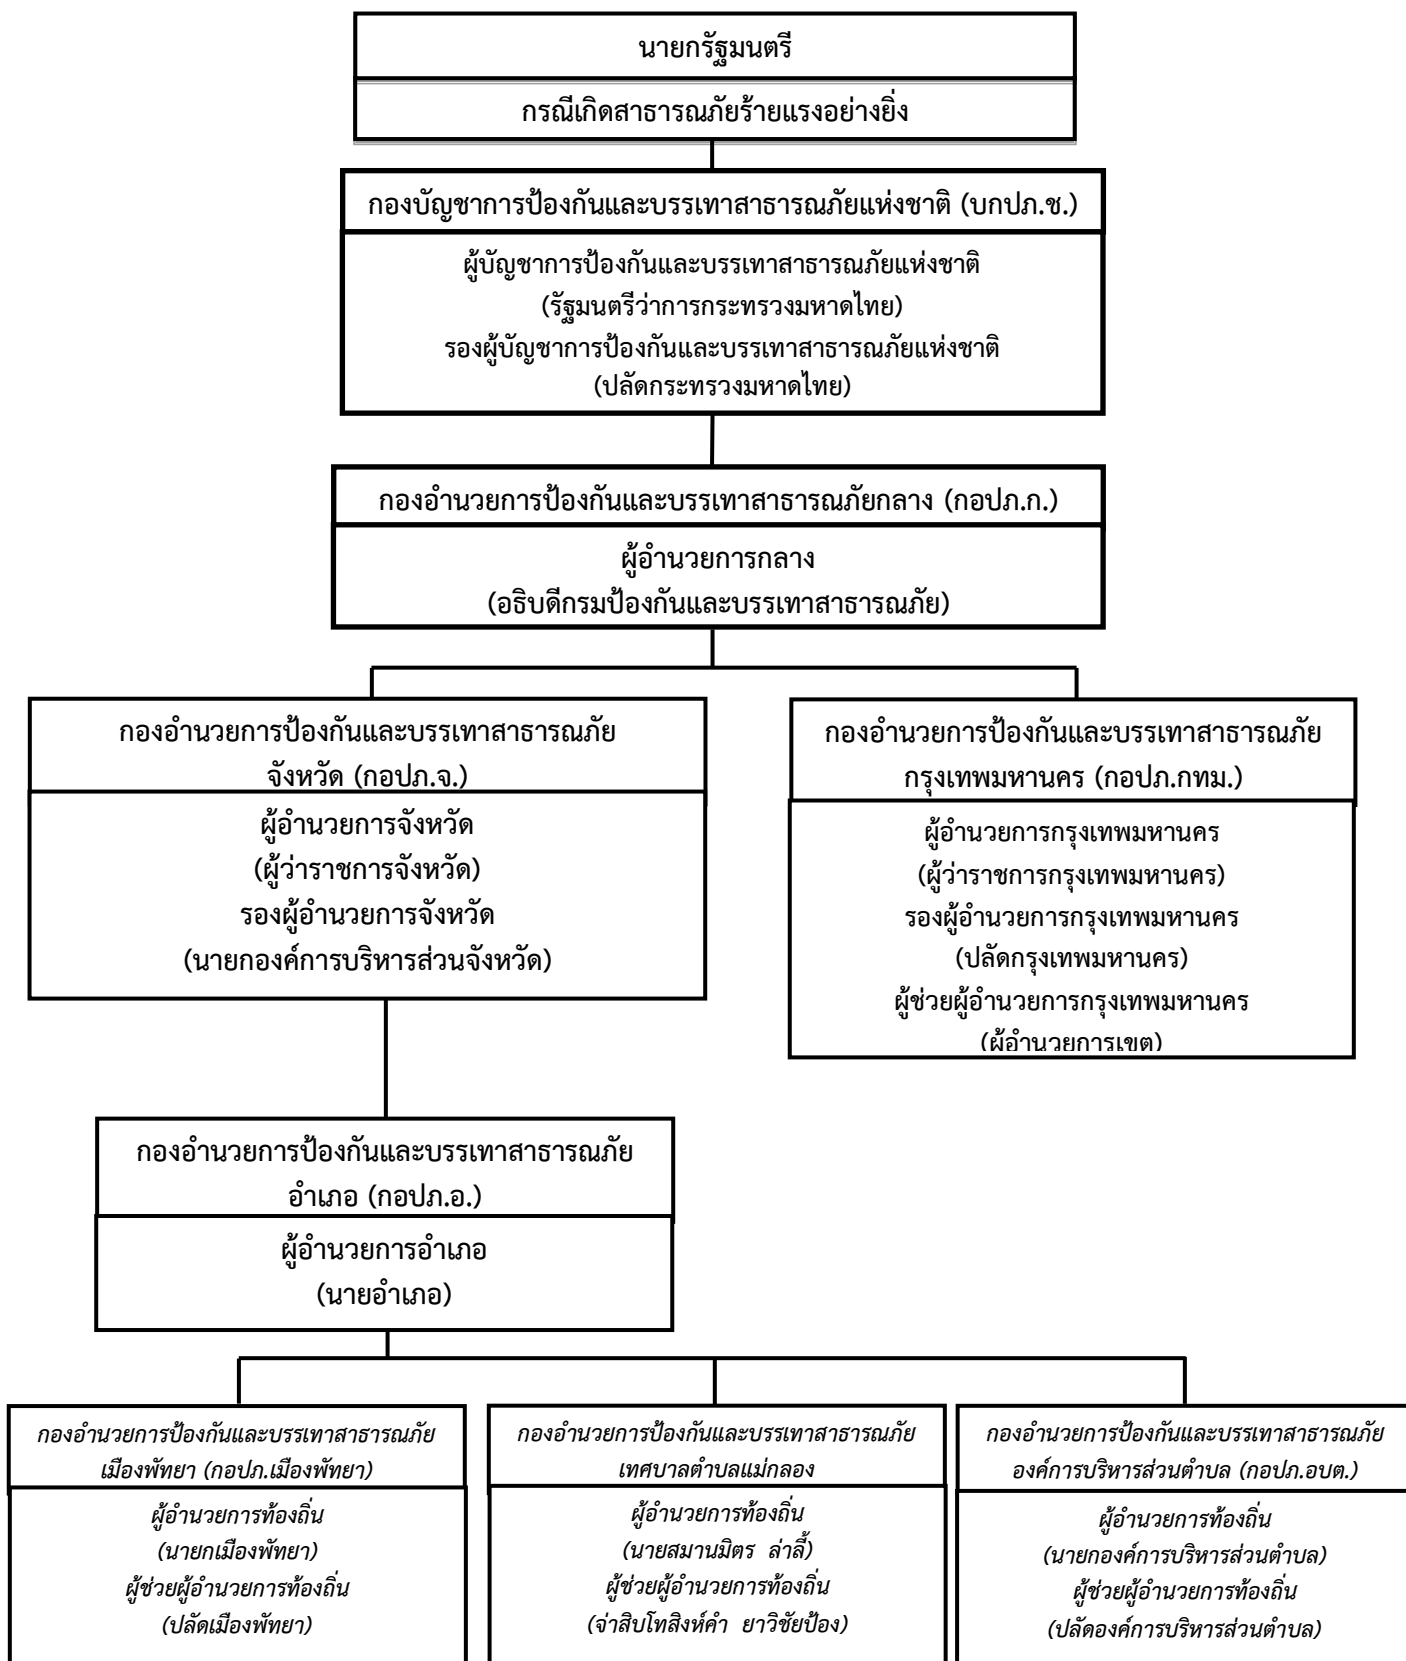 นายกรัฐมนตรี
กรณีเกิดสาธารณภัยร้ายแรงอย่างยิ่ง
กองบัญชาการป้องกันและบรรเทาสาธารณภัยแห่งชาติ (บกปภ.ช.)
ผู้บัญชาการป้องกันและบรรเทาสาธารณภัยแห่งชาติ
(รัฐมนตรีว่าการกระทรวงมหาดไทย)
รองผู้บัญชาการป้องกันและบรรเทาสาธารณภัยแห่งชาติ
(ปลัดกระทรวงมหาดไทย)
กองอำนวยการป้องกันและบรรเทาสาธารณภัยกลาง (กอปภ.ก.)
ผู้อำนวยการกลาง
(อธิบดีกรมป้องกันและบรรเทาสาธารณภัย)
กองอำนวยการป้องกันและบรรเทาสาธารณภัย
จังหวัด (กอปภ.จ.)
ผู้อำนวยการจังหวัด
(ผู้ว่าราชการจังหวัด)
รองผู้อำนวยการจังหวัด
(นายกองค์การบริหารส่วนจังหวัด)
กองอำนวยการป้องกันและบรรเทาสาธารณภัย
กรุงเทพมหานคร (กอปภ.กทม.)
ผู้อำนวยการกรุงเทพมหานคร
(ผู้ว่าราชการกรุงเทพมหานคร)
รองผู้อำนวยการกรุงเทพมหานคร
(ปลัดกรุงเทพมหานคร)
ผู้ช่วยผู้อำนวยการกรุงเทพมหานคร
(ผู้อำนวยการเขต)
กองอำนวยการป้องกันและบรรเทาสาธารณภัย
อำเภอ (กอปภ.อ.)
ผู้อำนวยการอำเภอ
(นายอำเภอ)
กองอำนวยการป้องกันและบรรเทาสาธารณภัย
เมืองพัทยา (กอปภ.เมืองพัทยา)
ผู้อำนวยการท้องถิ่น
(นายกเมืองพัทยา)
ผู้ช่วยผู้อำนวยการท้องถิ่น
(ปลัดเมืองพัทยา)
กองอำนวยการป้องกันและบรรเทาสาธารณภัย
เทศบาลตำบลแม่กลอง
ผู้อำนวยการท้องถิ่น
(นายสมานมิตร ล่าลี้)
ผู้ช่วยผู้อำนวยการท้องถิ่น
(จ่าสิบโทสิงห์คำ ยาวิชัยป้อง)
กองอำนวยการป้องกันและบรรเทาสาธารณภัย
องค์การบริหารส่วนตำบล (กอปภ.อบต.)
ผู้อำนวยการท้องถิ่น
(นายกองค์การบริหารส่วนตำบล)
ผู้ช่วยผู้อำนวยการท้องถิ่น
(ปลัดองค์การบริหารส่วนตำบล)